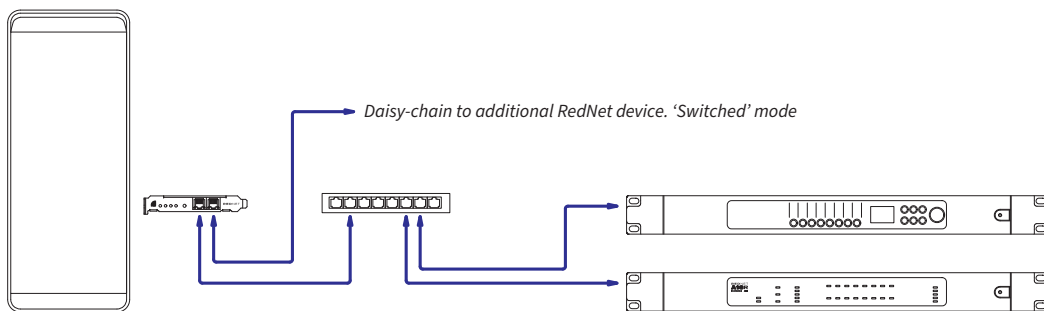 Daisy-chain to additional RedNet device. ‘Switched’ mode